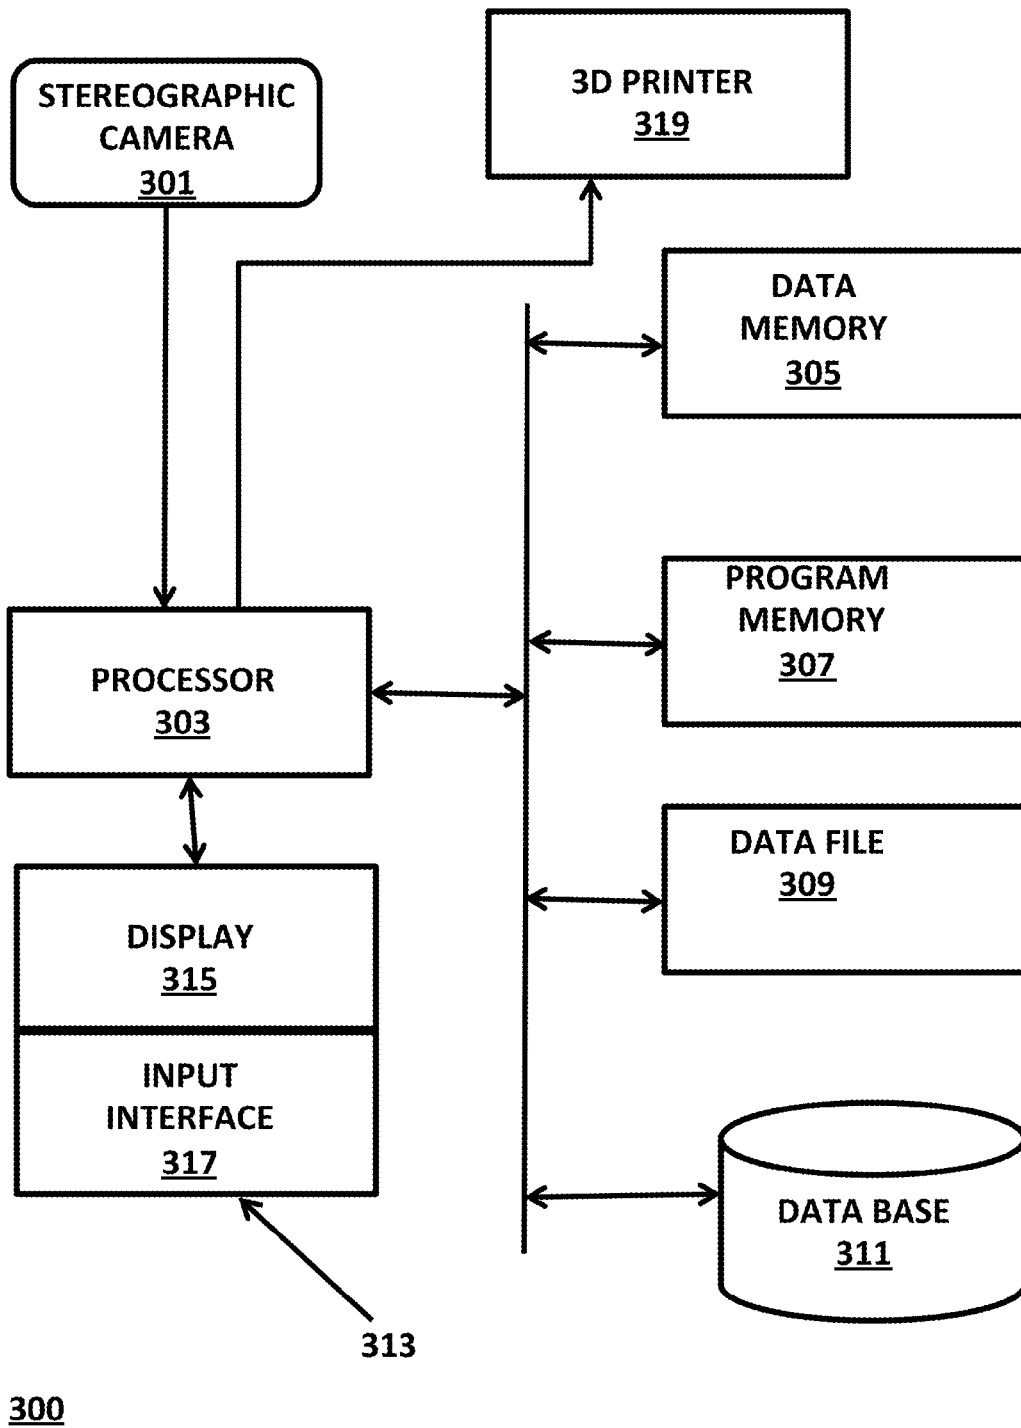 STEREOGRAPHIC
CAMERA
301
3D PRINTER
319
DATA
MEMORY
305
PROGRAM
MEMORY
307
PROCESSOR
303
DATA FILE
309
DISPLAY
315
INPUT
INTERFACE
317
DATA BASE
311
313
300